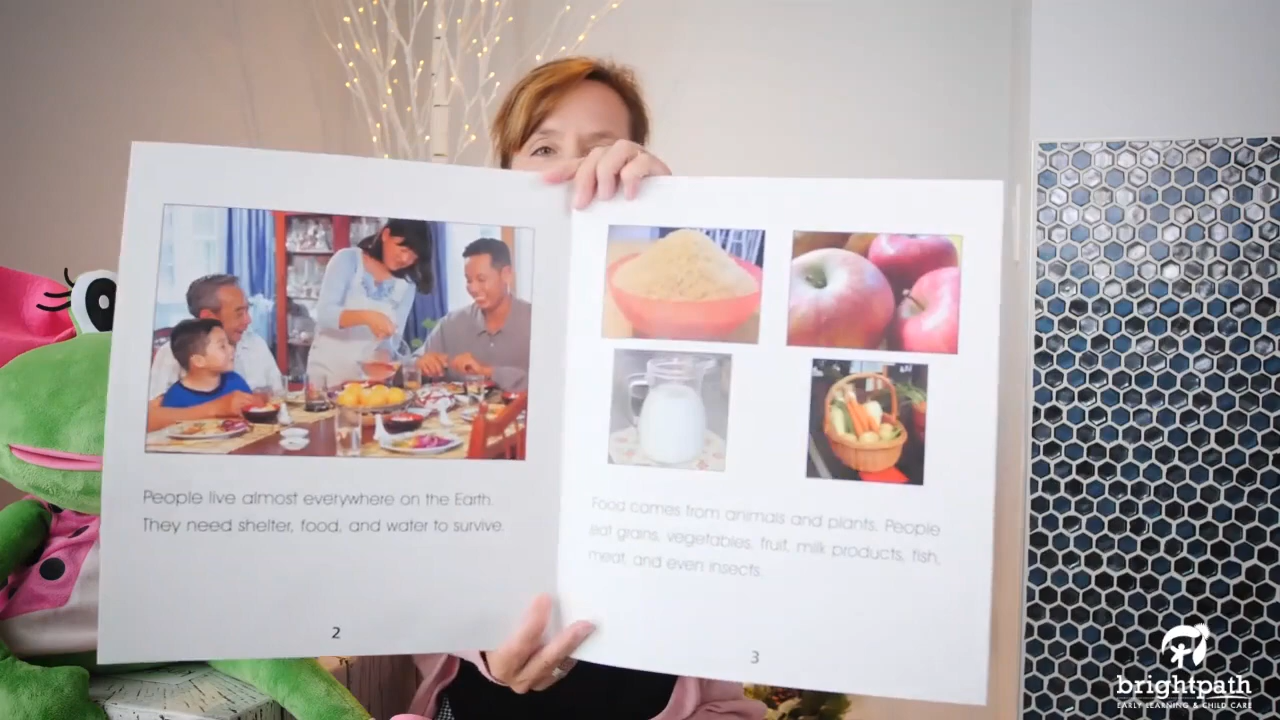 People live almost everywhere on the Earth.
They need shelter, food, and water to survive.
2
Food comes from animals and plants. People
eat grains, vegetables, fruit, milk products, fish,
meat, and even insects.
3
brightpath
EARLY LEARNING & CHILD CARE